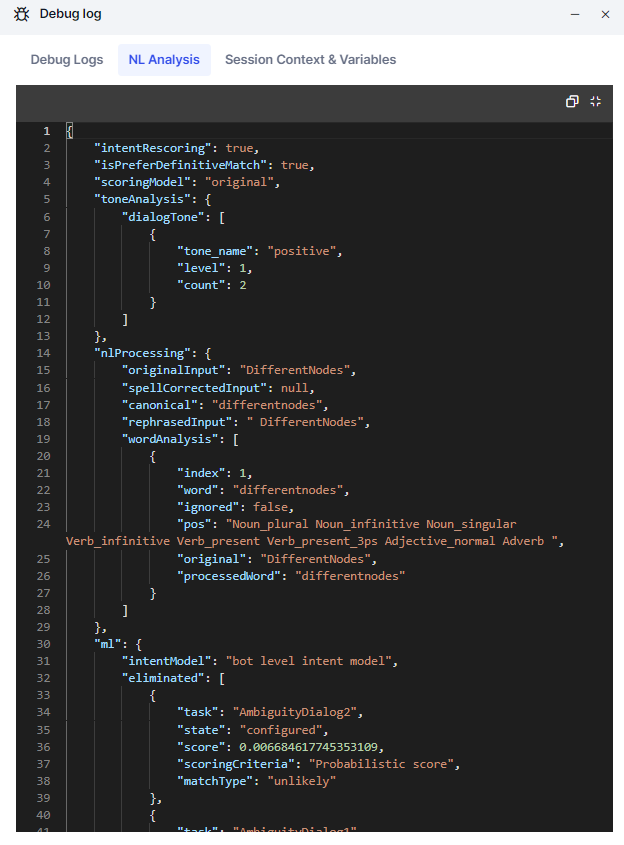 Debug log
Debug Logs NL Analysis Session Context & Variables
1 {
2 "intentRescoring": true,
3 "isPreferDefinitiveMatch": true,
4 "scoringModel": "original",
5 "toneAnalysis": {
6 "dialogTone": [
7 {
8 "tone_name": "positive",
9 "level": 1,
10 "count": 2
11 }
12 ]
13 },
14 "nlProcessing": {
15 "originalInput": "DifferentNodes",
16 "spellCorrectedInput": null,
17 "canonical": "differentnodes",
18 "rephrasedInput": " DifferentNodes",
19 "wordAnalysis": [
20 {
21 "index": 1,
22 "word": "differentnodes",
23 "ignored": false,
24 "pos": "Noun_plural Noun_infinitive Noun_singular
Verb_infinitive Verb_present Verb_present_3ps Adjective_normal Adverb ",
25 "original": "DifferentNodes",
26 "processedWord": "differentnodes"
27 }
28 ]
29 },
30 "ml": {
31 "intentModel": "bot level intent model",
32 "eliminated": [
33 {
34 "task": "AmbiguityDialog2",
35 "state": "configured",
36 "score": 0.006684617745353109,
37 "scoringCriteria": "Probabilistic score",
38 "matchType": "unlikely"
39 },
40 {
41 "task": "AmbiguityDialog1",